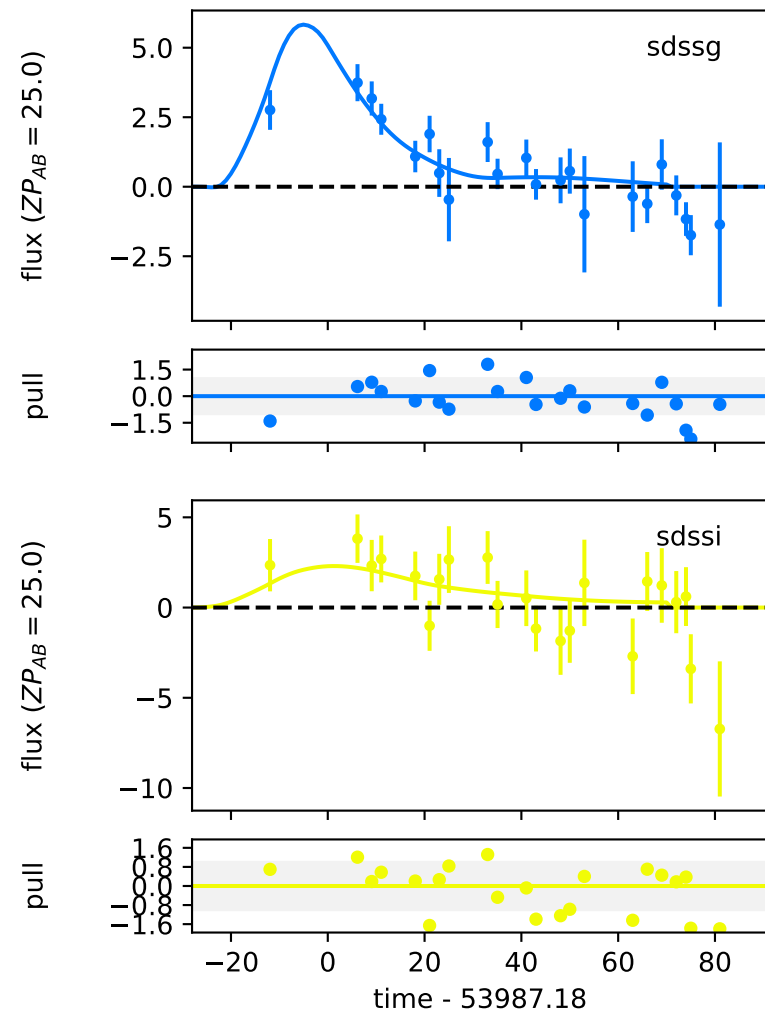 sdssg
flux (ZP_AB = 25.0)
5.0
2.5
0.0
−2.5
pull
1.5
0.0
−1.5
sdssi
flux (ZP_AB = 25.0)
5
0
−5
−10
pull
1.6
0.8
0.0
−0.8
−1.6
−20 0 20 40 60 80
time - 53987.18